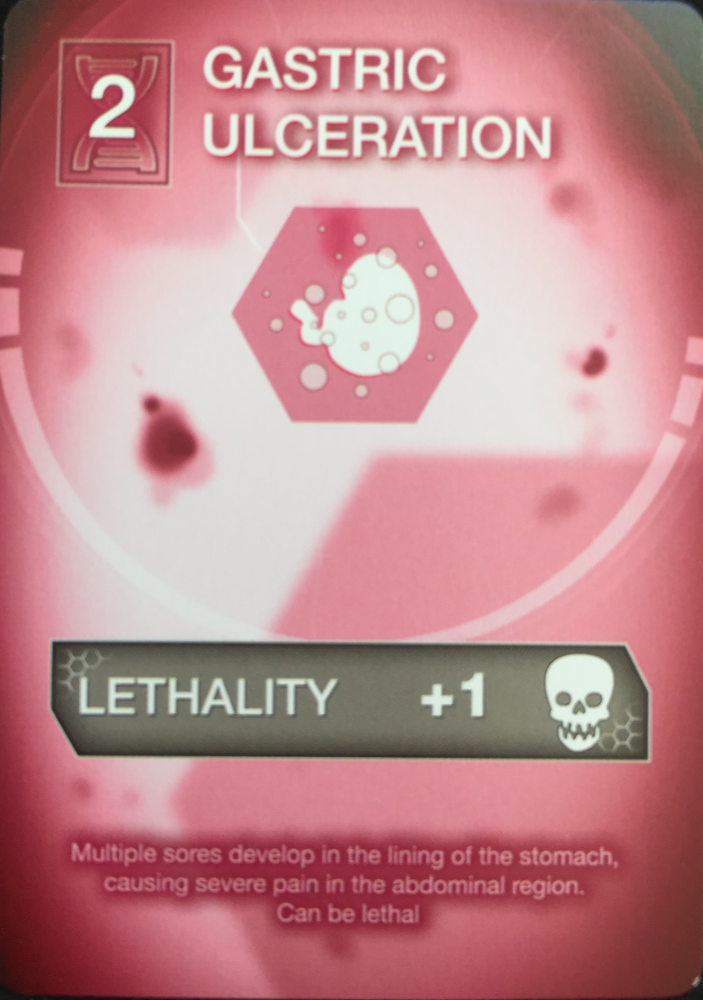 2
GASTRIC
ULCERATION
LETHALITY +1
Multiple sores develop in the lining of the stomach,
causing severe pain in the abdominal region.
Can be lethal